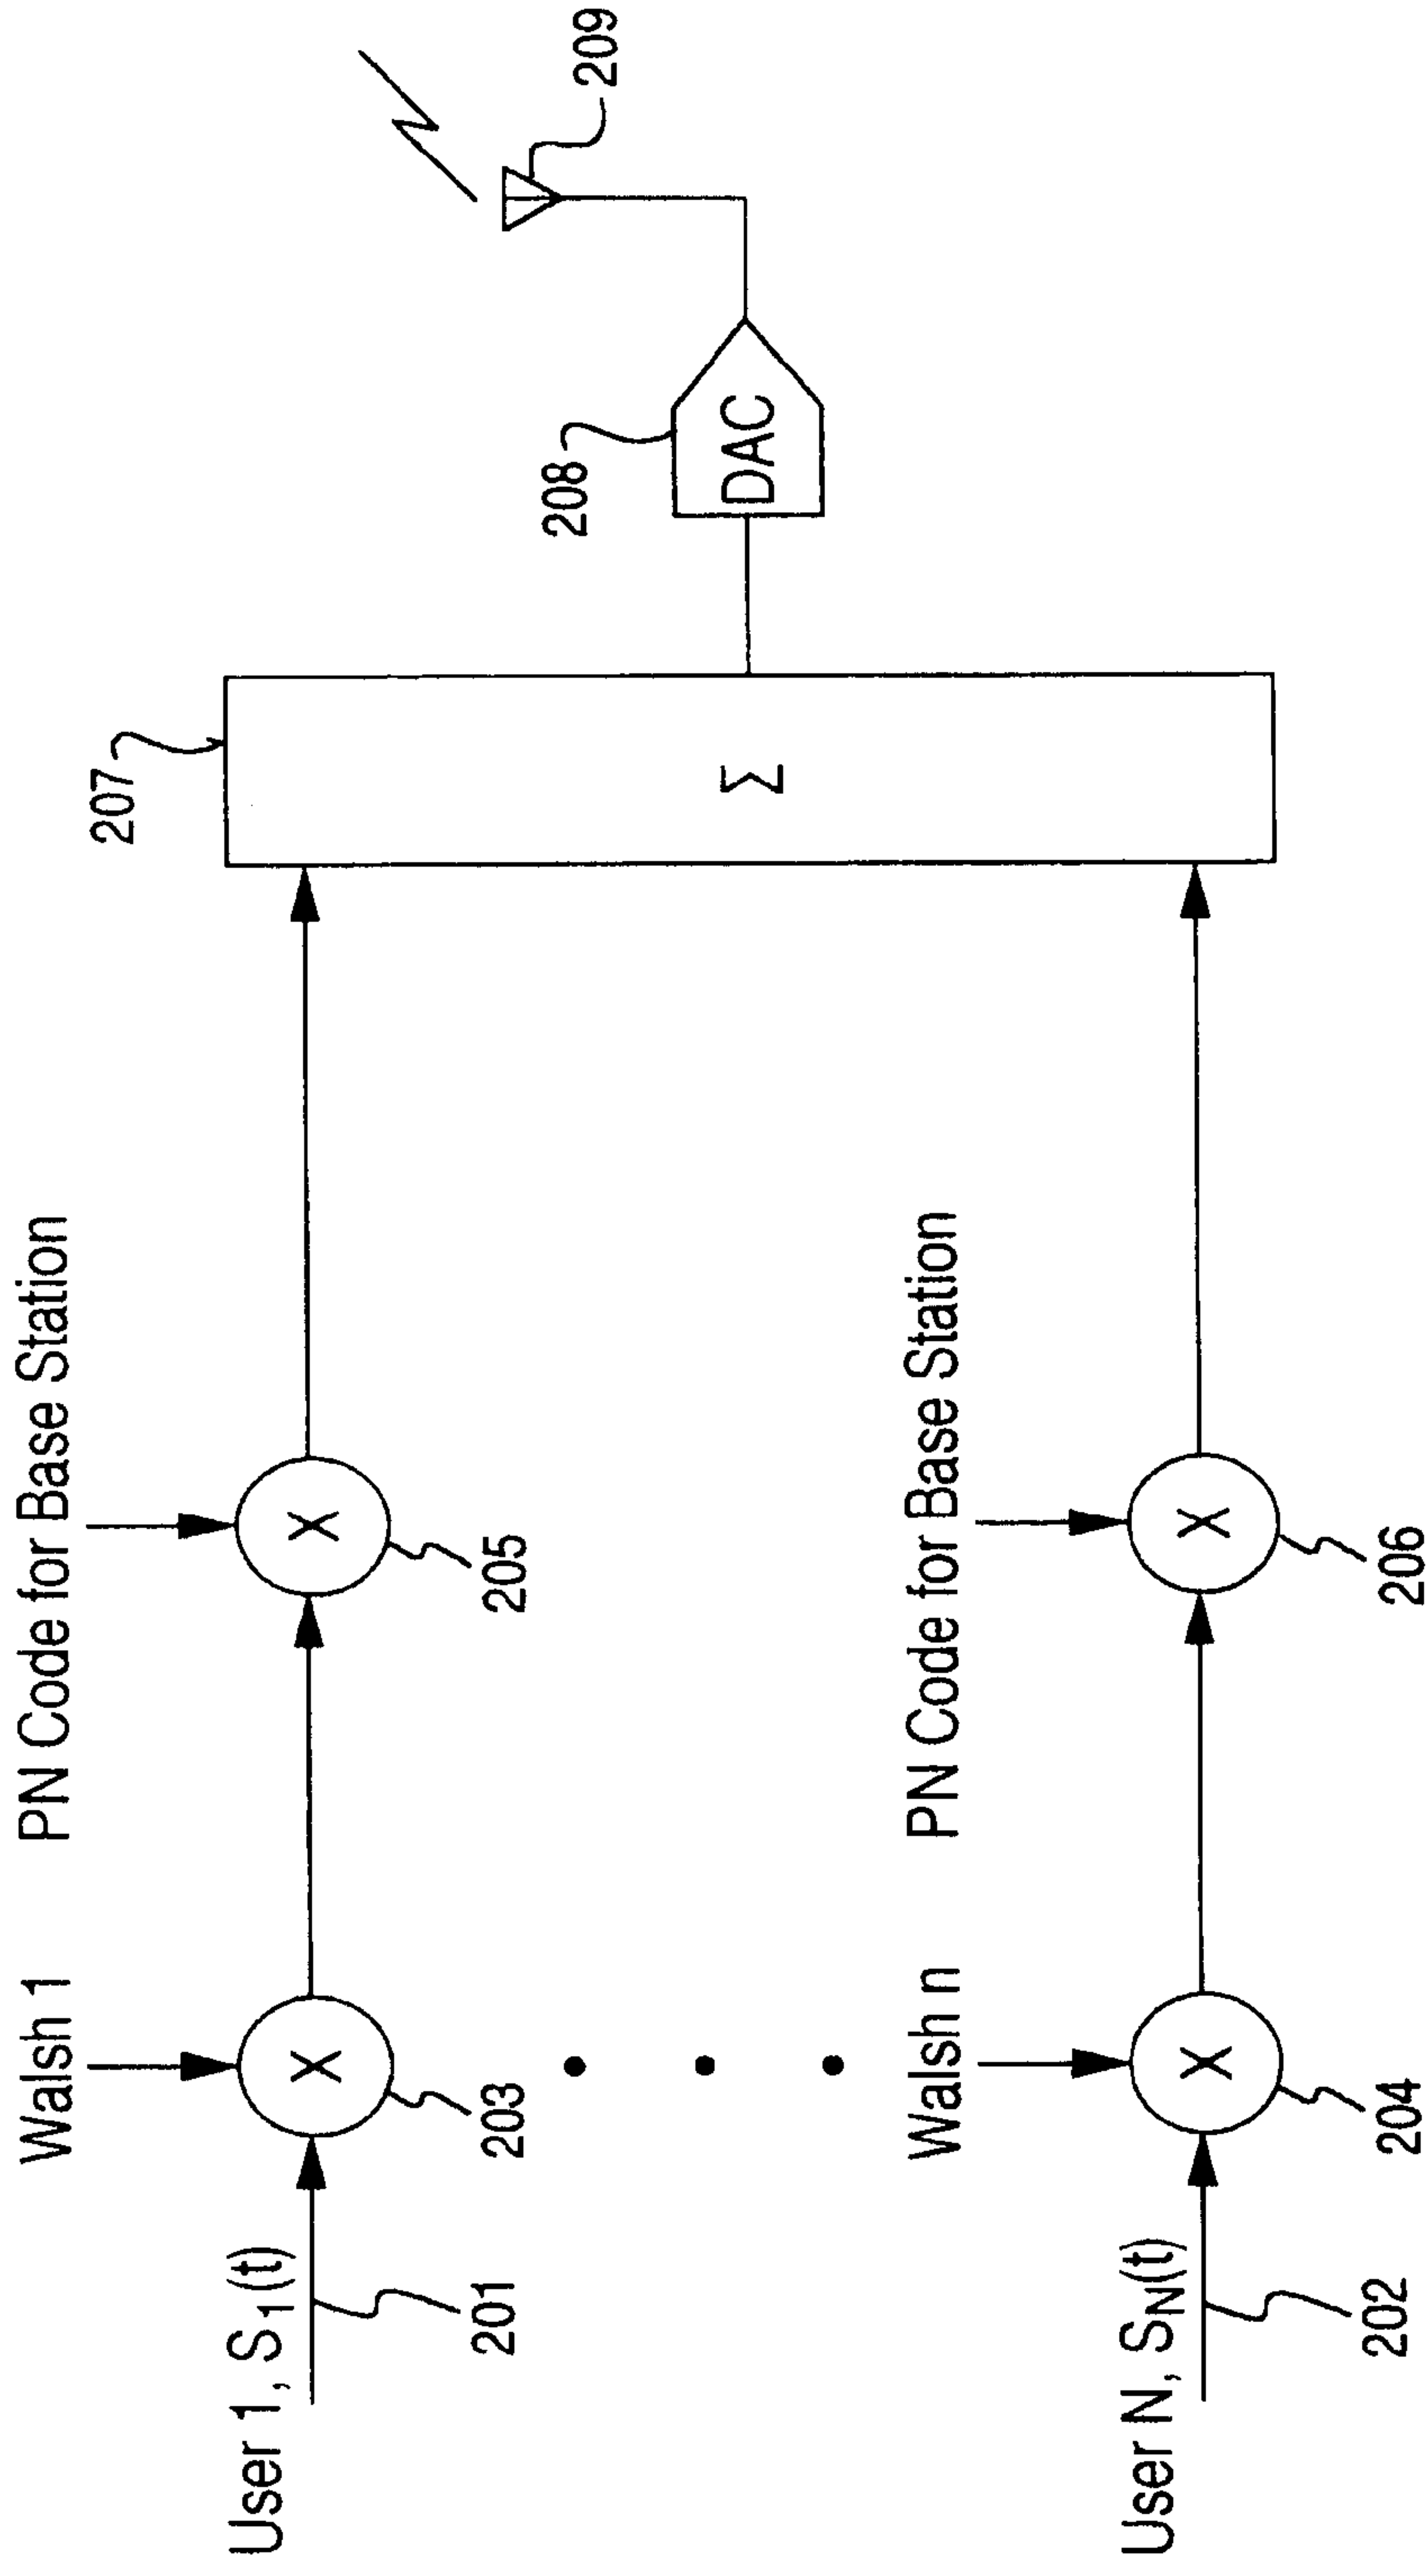 Walsh 1
PN Code for Base Station
207
209
User 1, S1(t)
X
X
201
203
205
208
DAC
Σ
Walsh n
PN Code for Base Station
User N, SN(t)
X
X
202
204
206